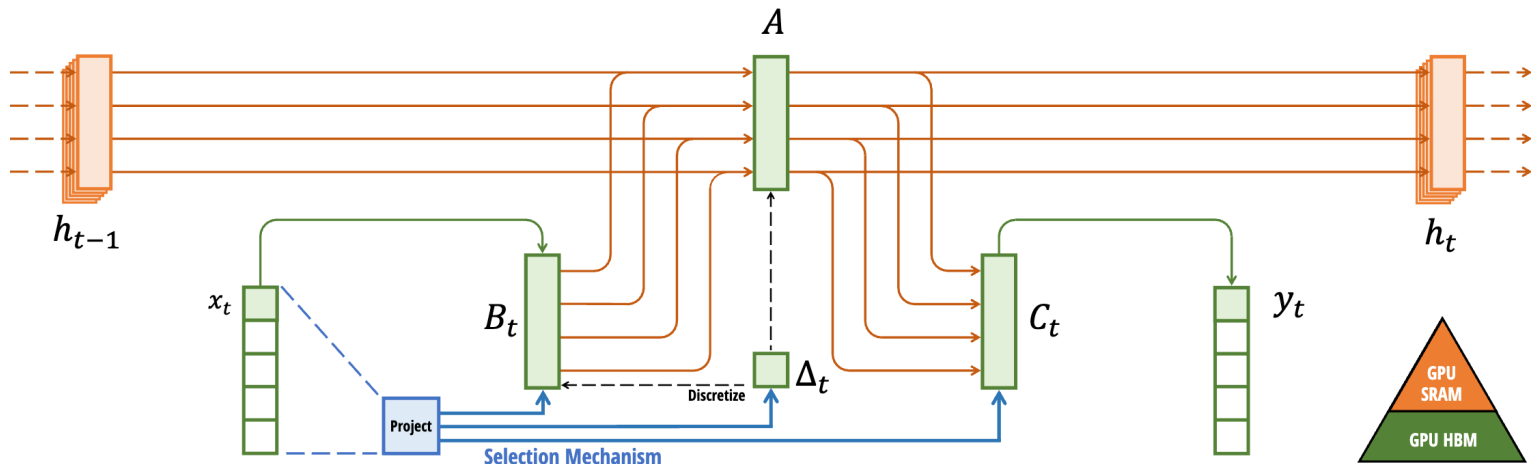 A
h_{t-1}
h_t
x_t
B_t
Δ_t
C_t
y_t
Discretize
Project
Selection Mechanism
GPU
SRAM
GPU HBM